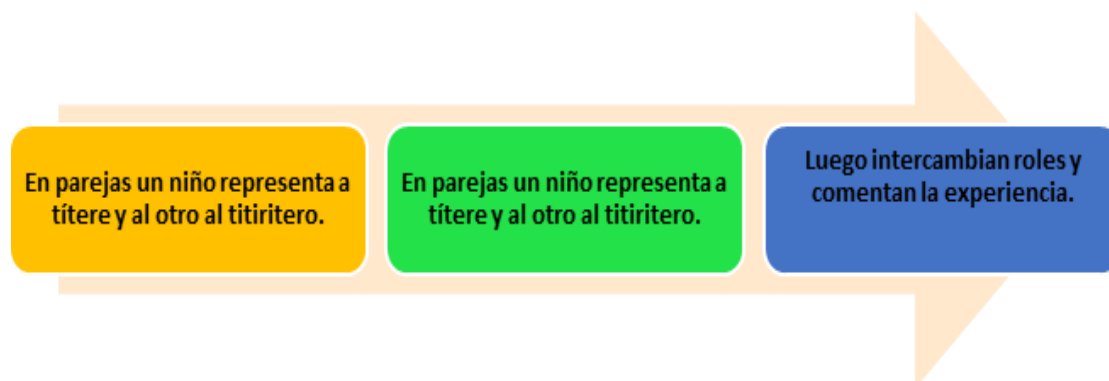 En parejas un niño representa a
títere y al otro al titiritero.
En parejas un niño representa a
títere y al otro al titiritero.
Luego intercambian roles y
comentan la experiencia.